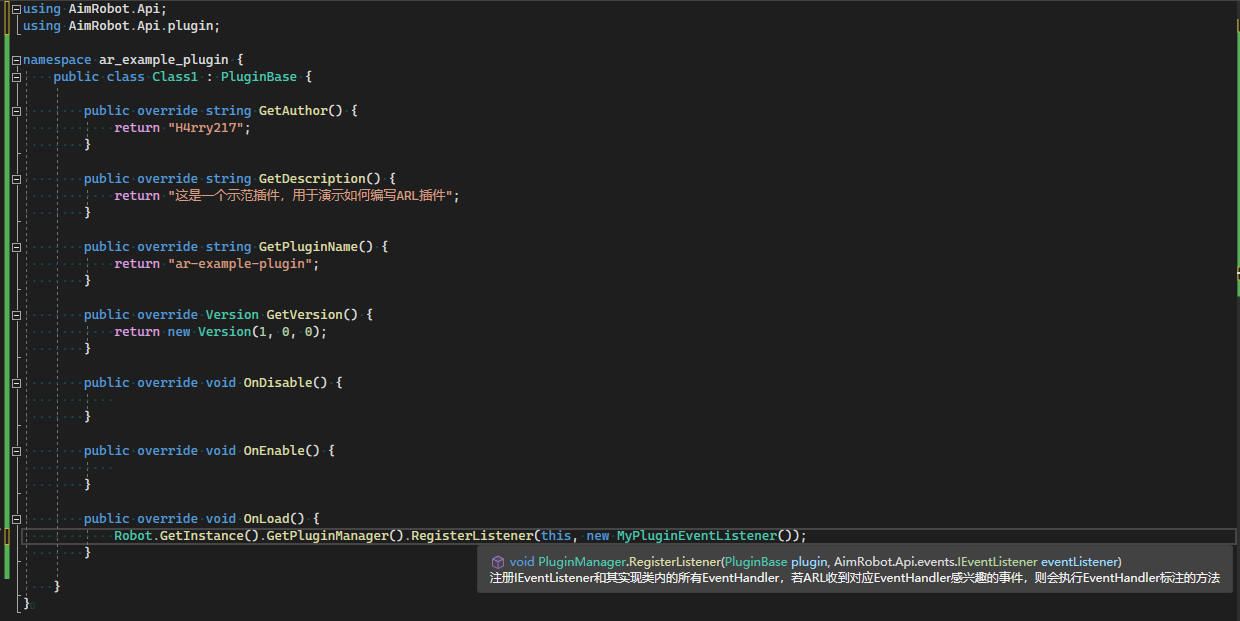 using AimRobot.Api;
using AimRobot.Api.plugin;
namespace ar_example_plugin {
public class Class1 : PluginBase {
public override string GetAuthor() {
return "H4rry217";
}
public override string GetDescription() {
return "这是一个示范插件，用于演示如何编写ARL插件";
}
public override string GetPluginName() {
return "ar-example-plugin";
}
public override Version GetVersion() {
return new Version(1, 0, 0);
}
public override void OnDisable() {
}
public override void OnEnable() {
}
public override void OnLoad() {
Robot.GetInstance().GetPluginManager().RegisterListener(this, new MyPluginEventListener());
}
void PluginManager.RegisterListener(PluginBase plugin, AimRobot.Api.events.IEventListener eventListener)
注册IEventListener和其实现类内的所有EventHandler，若ARL收到对应EventHandler感兴趣的事件，则会执行EventHandler标注的方法
}
}